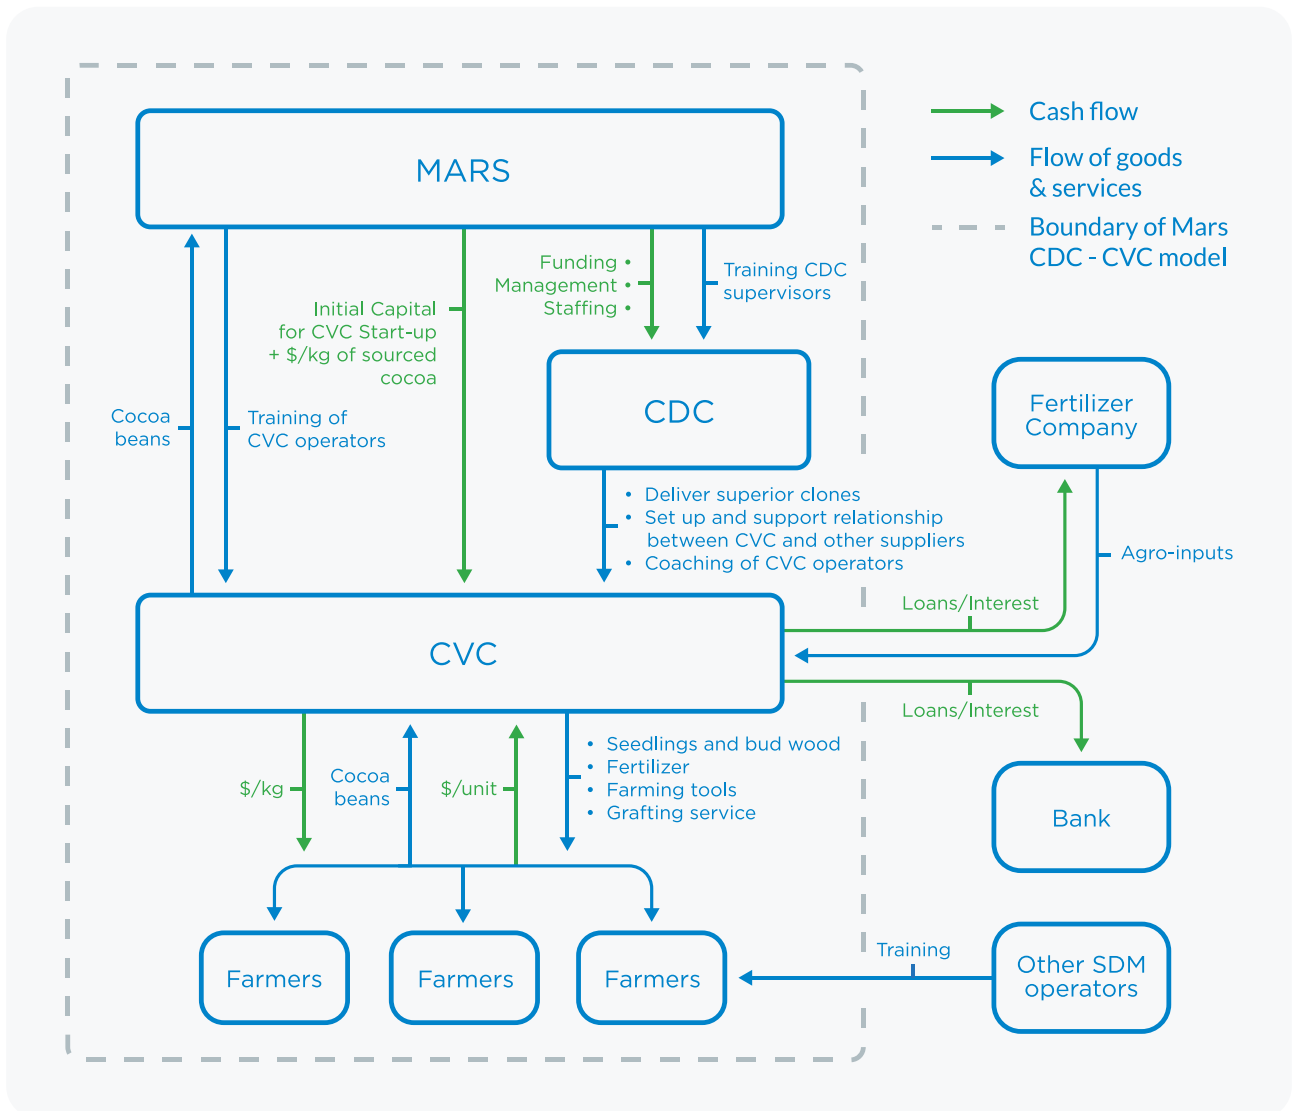 MARS
Cash flow
Flow of goods
& services
Boundary of Mars
CDC - CVC model
Funding •
Management •
Staffing •
Training CDC
supervisors
Initial Capital
for CVC Start-up
+ $/kg of sourced
cocoa
Cocoa
beans
Training of
CVC operators
CDC
Fertilizer
Company
• Deliver superior clones
• Set up and support relationship
between CVC and other suppliers
• Coaching of CVC operators
Agro-inputs
Loans/Interest
CVC
Loans/Interest
$/kg
Cocoa
beans
$/unit
• Seedlings and bud wood
• Fertilizer
• Farming tools
• Grafting service
Bank
Farmers
Farmers
Farmers
Training
Other SDM
operators